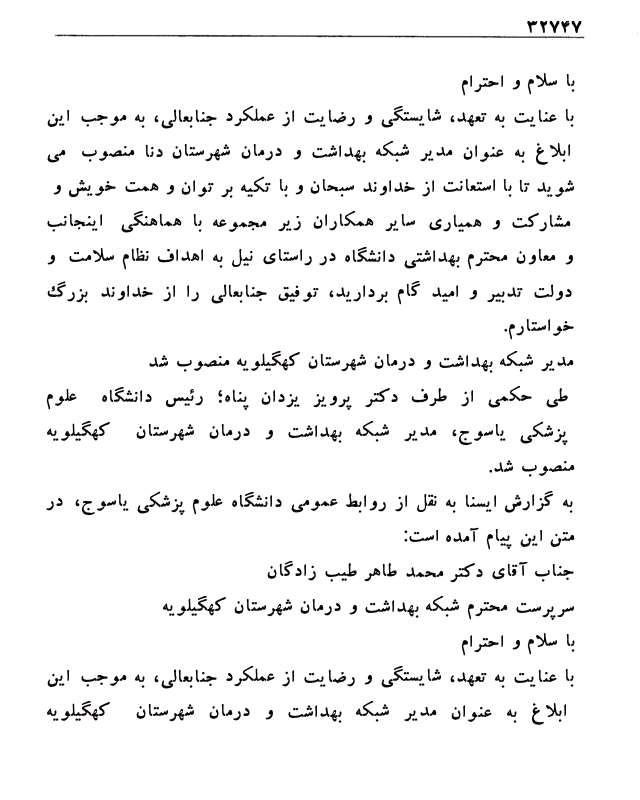 ۳۲۷۴۷
با سلام و احترام
با عنایت به تعهد، شایستگی و رضایت از عملکرد جنابعالی، به موجب این
ابلاغ به عنوان مدیر شبکه بهداشت و درمان شهرستان دنا منصوب می
شوید تا با استعانت از خداوند سبحان و با تکیه بر توان و همت خویش و
مشارکت و همیاری سایر همکاران زیر مجموعه با هماهنگی اینجانب
و معاون محترم بهداشتی دانشگاه در راستای نیل به اهداف نظام سلامت و
دولت تدبیر و امید گام بردارید، توفیق جنابعالی را از خداوند بزرگ
خواستارم.
مدیر شبکه بهداشت و درمان شهرستان کهگیلویه منصوب شد
طی حکمی از طرف دکتر پرویز یزدان پناه؛ رئیس دانشگاه علوم
پزشکی یاسوج، مدیر شبکه بهداشت و درمان شهرستان کهگیلویه
منصوب شد.
به گزارش ایسنا به نقل از روابط عمومی دانشگاه علوم پزشکی یاسوج، در
متن این پیام آمده است:
جناب آقای دکتر محمد طاهر طیب زادگان
سرپرست محترم شبکه بهداشت و درمان شهرستان کهگیلویه
با سلام و احترام
با عنایت به تعهد، شایستگی و رضایت از عملکرد جنابعالی، به موجب این
ابلاغ به عنوان مدیر شبکه بهداشت و درمان شهرستان کهگیلویه